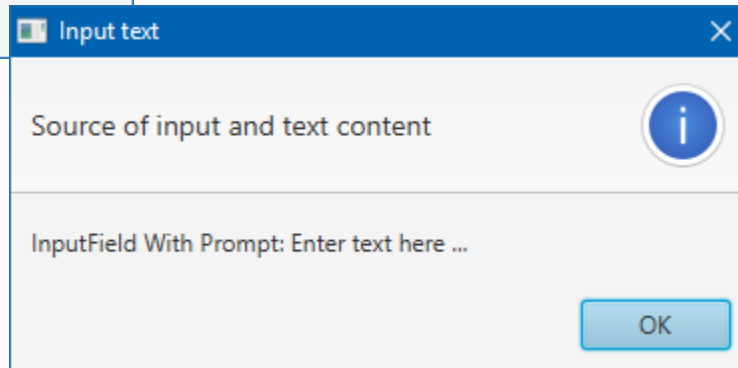 Input text
Source of input and text content
i
InputField With Prompt: Enter text here ...
OK